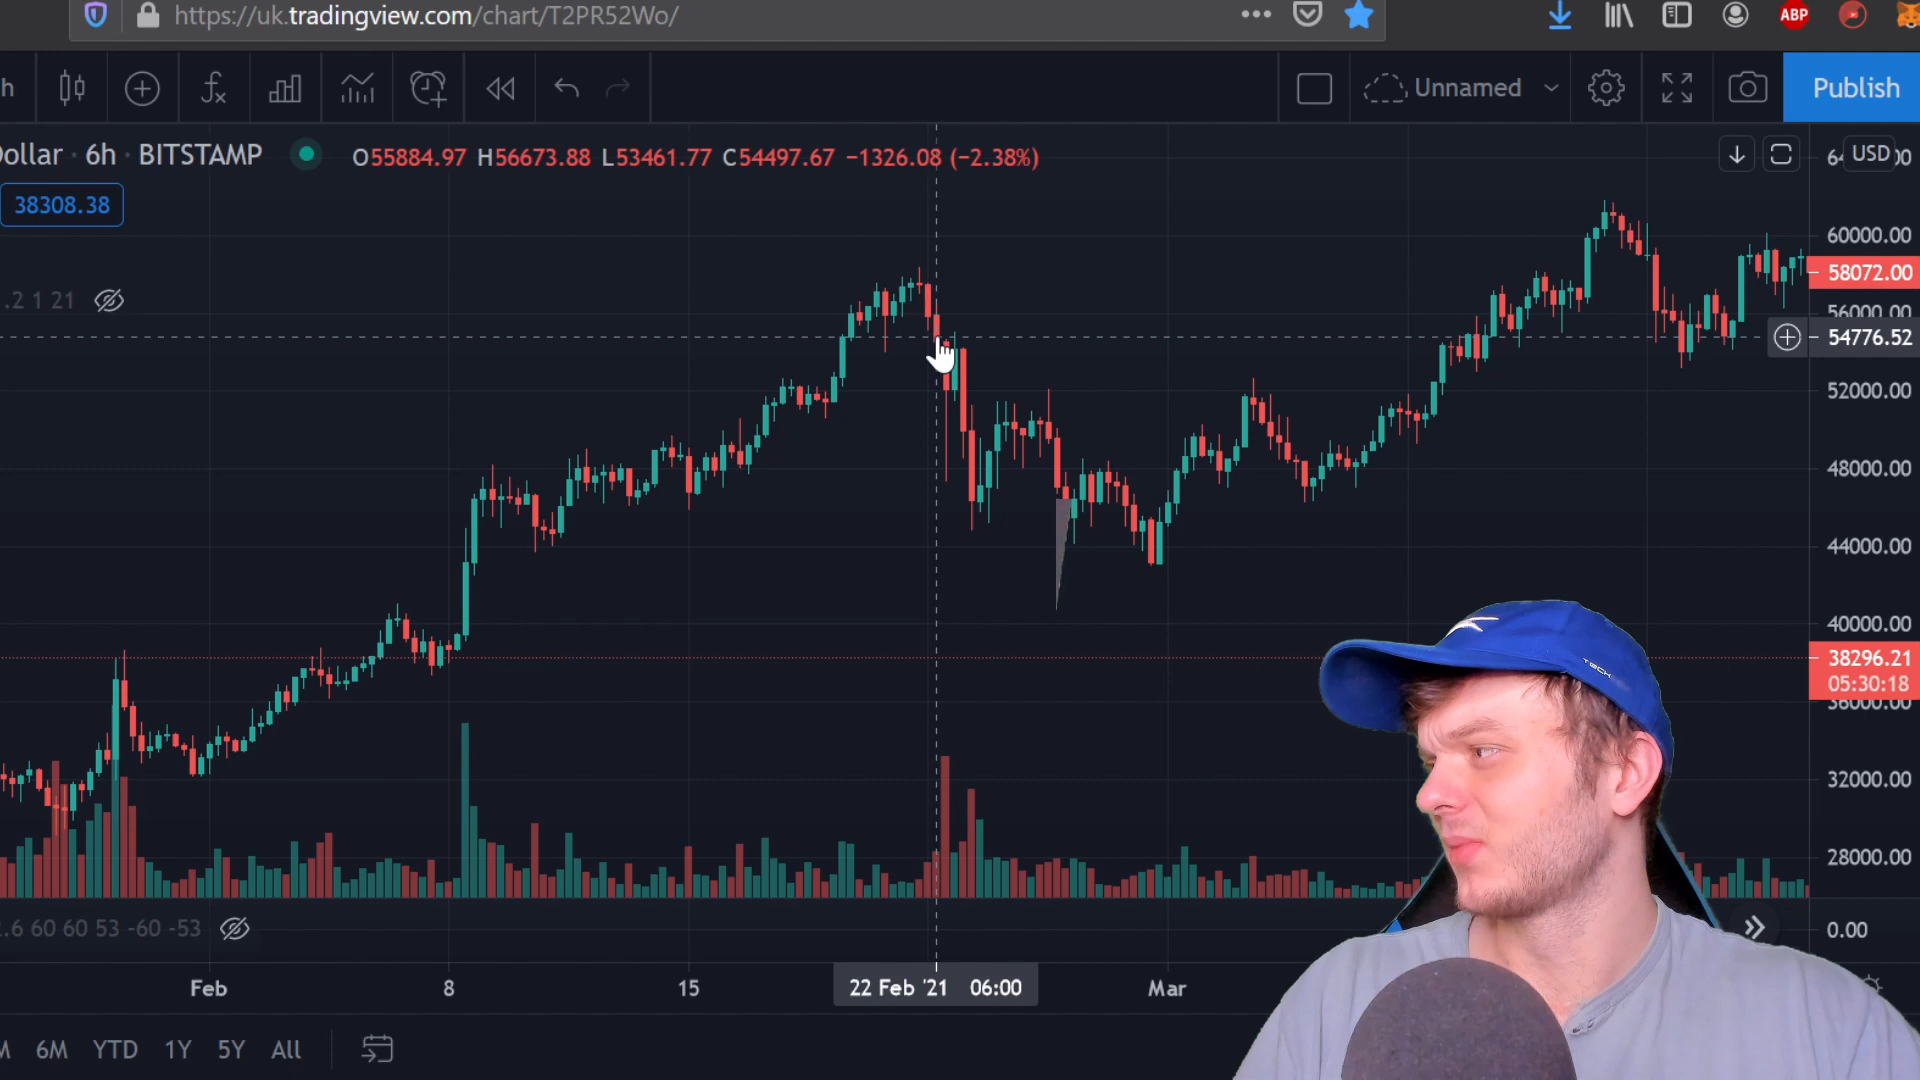 https://uk.tradingview.com/chart/T2PR52Wo/
ABP
h
Unnamed
Publish
Dollar · 6h · BITSTAMP
O55884.97 H56673.88 L53461.77 C54497.67 −1326.08 (−2.38%)
USD
38308.38
60000.00
58072.00
.2 1 21
56000.00
54776.52
52000.00
48000.00
44000.00
40000.00
38296.21
05:30:18
36000.00
TECH
32000.00
28000.00
.6 60 60 53 -60 -53
0.00
Feb
8
15
22 Feb '21 06:00
Mar
6M YTD 1Y 5Y All